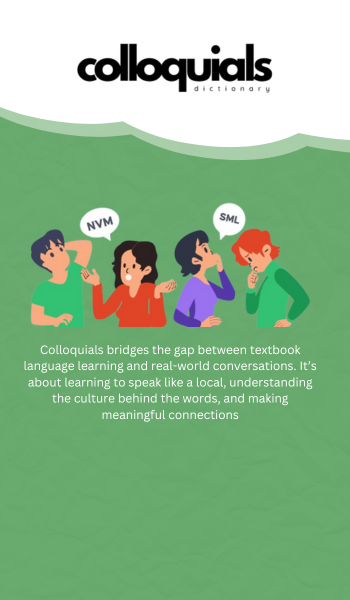 colloquials
dictionary
NVM
SML
Colloquials bridges the gap between textbook
language learning and real-world conversations. It's
about learning to speak like a local, understanding
the culture behind the words, and making
meaningful connections